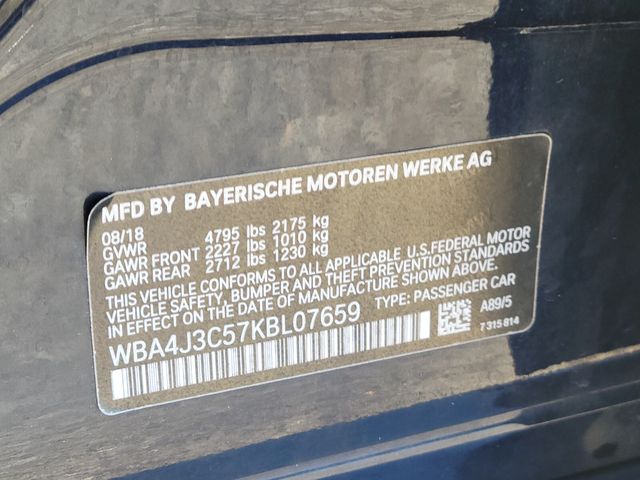 MFD BY BAYERISCHE MOTOREN WERKE AG
08/18
GVWR 4795 lbs 2175 kg
GAWR FRONT 2227 lbs 1010 kg
GAWR REAR 2712 lbs 1230 kg
THIS VEHICLE CONFORMS TO ALL APPLICABLE U.S.FEDERAL MOTOR
VEHICLE SAFETY, BUMPER AND THEFT PREVENTION STANDARDS
IN EFFECT ON THE DATE OF MANUFACTURE SHOWN ABOVE.
WBA4J3C57KBL07659 TYPE: PASSENGER CAR
A89/5
7 315 814